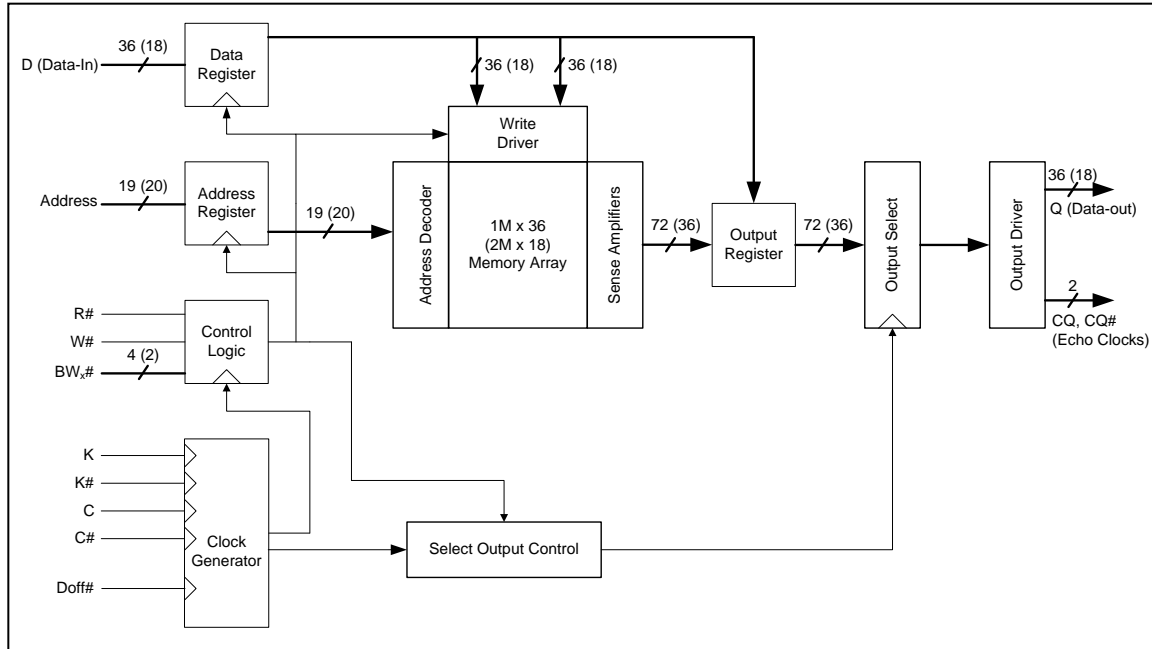 D (Data-In)
36 (18)
Data
Register
36 (18)
36 (18)
Write
Driver
Address
19 (20)
Address
Register
19 (20)
Address Decoder
1M x 36
(2M x 18)
Memory Array
Sense Amplifiers
72 (36)
Output
Register
72 (36)
Output Select
Output Driver
36 (18)
Q (Data-out)
2
CQ, CQ#
(Echo Clocks)
R#
W#
4 (2)
BWx#
Control
Logic
K
K#
C
C#
Doff#
Clock
Generator
Select Output Control